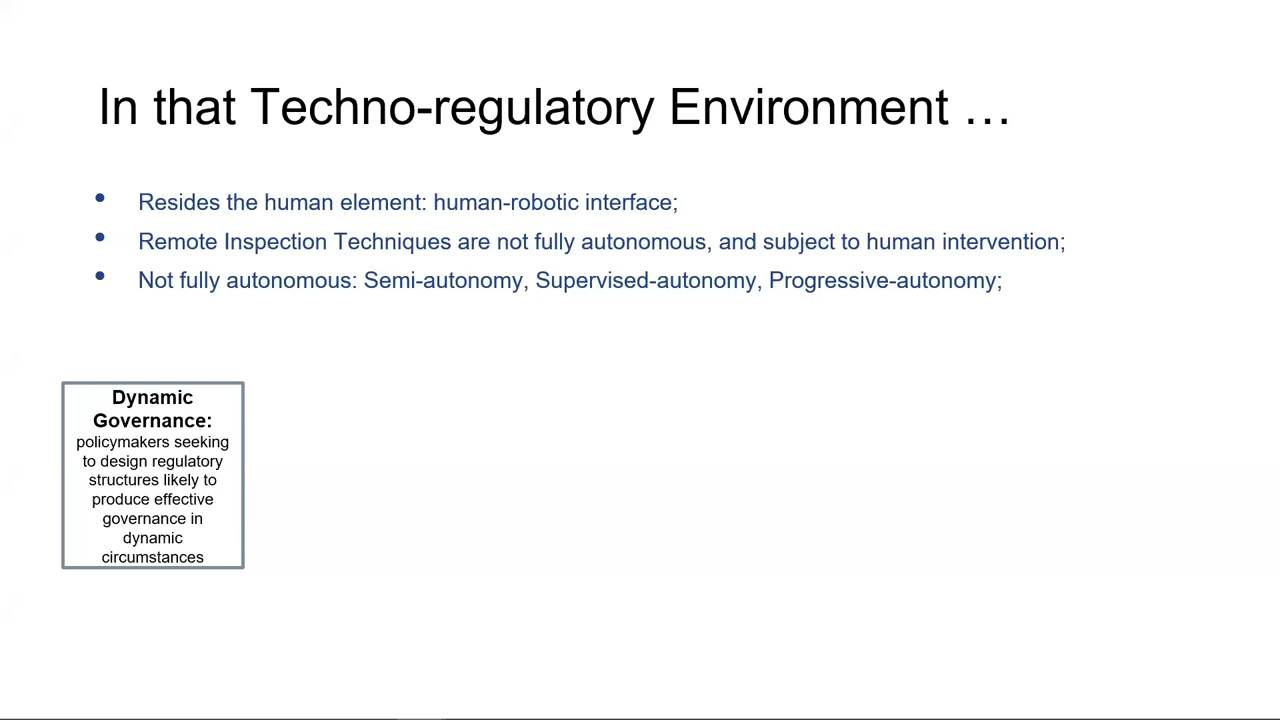 In that Techno-regulatory Environment …
• Resides the human element: human-robotic interface;
• Remote Inspection Techniques are not fully autonomous, and subject to human intervention;
• Not fully autonomous: Semi-autonomy, Supervised-autonomy, Progressive-autonomy;
Dynamic
Governance:
policymakers seeking
to design regulatory
structures likely to
produce effective
governance in
dynamic
circumstances